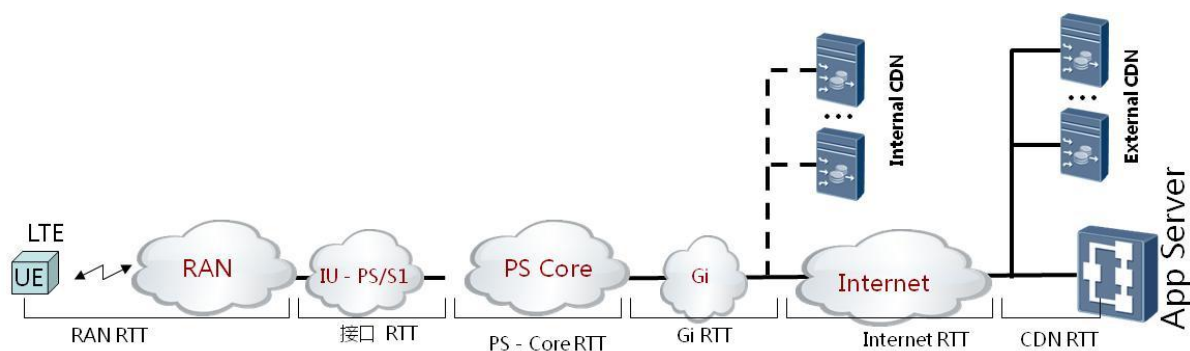 Internal CDN
External CDN
LTE
UE
RAN
IU - PS/S1
PS Core
Gi
Internet
App Server
RAN RTT
接口 RTT
PS - Core RTT
Gi RTT
Internet RTT
CDN RTT